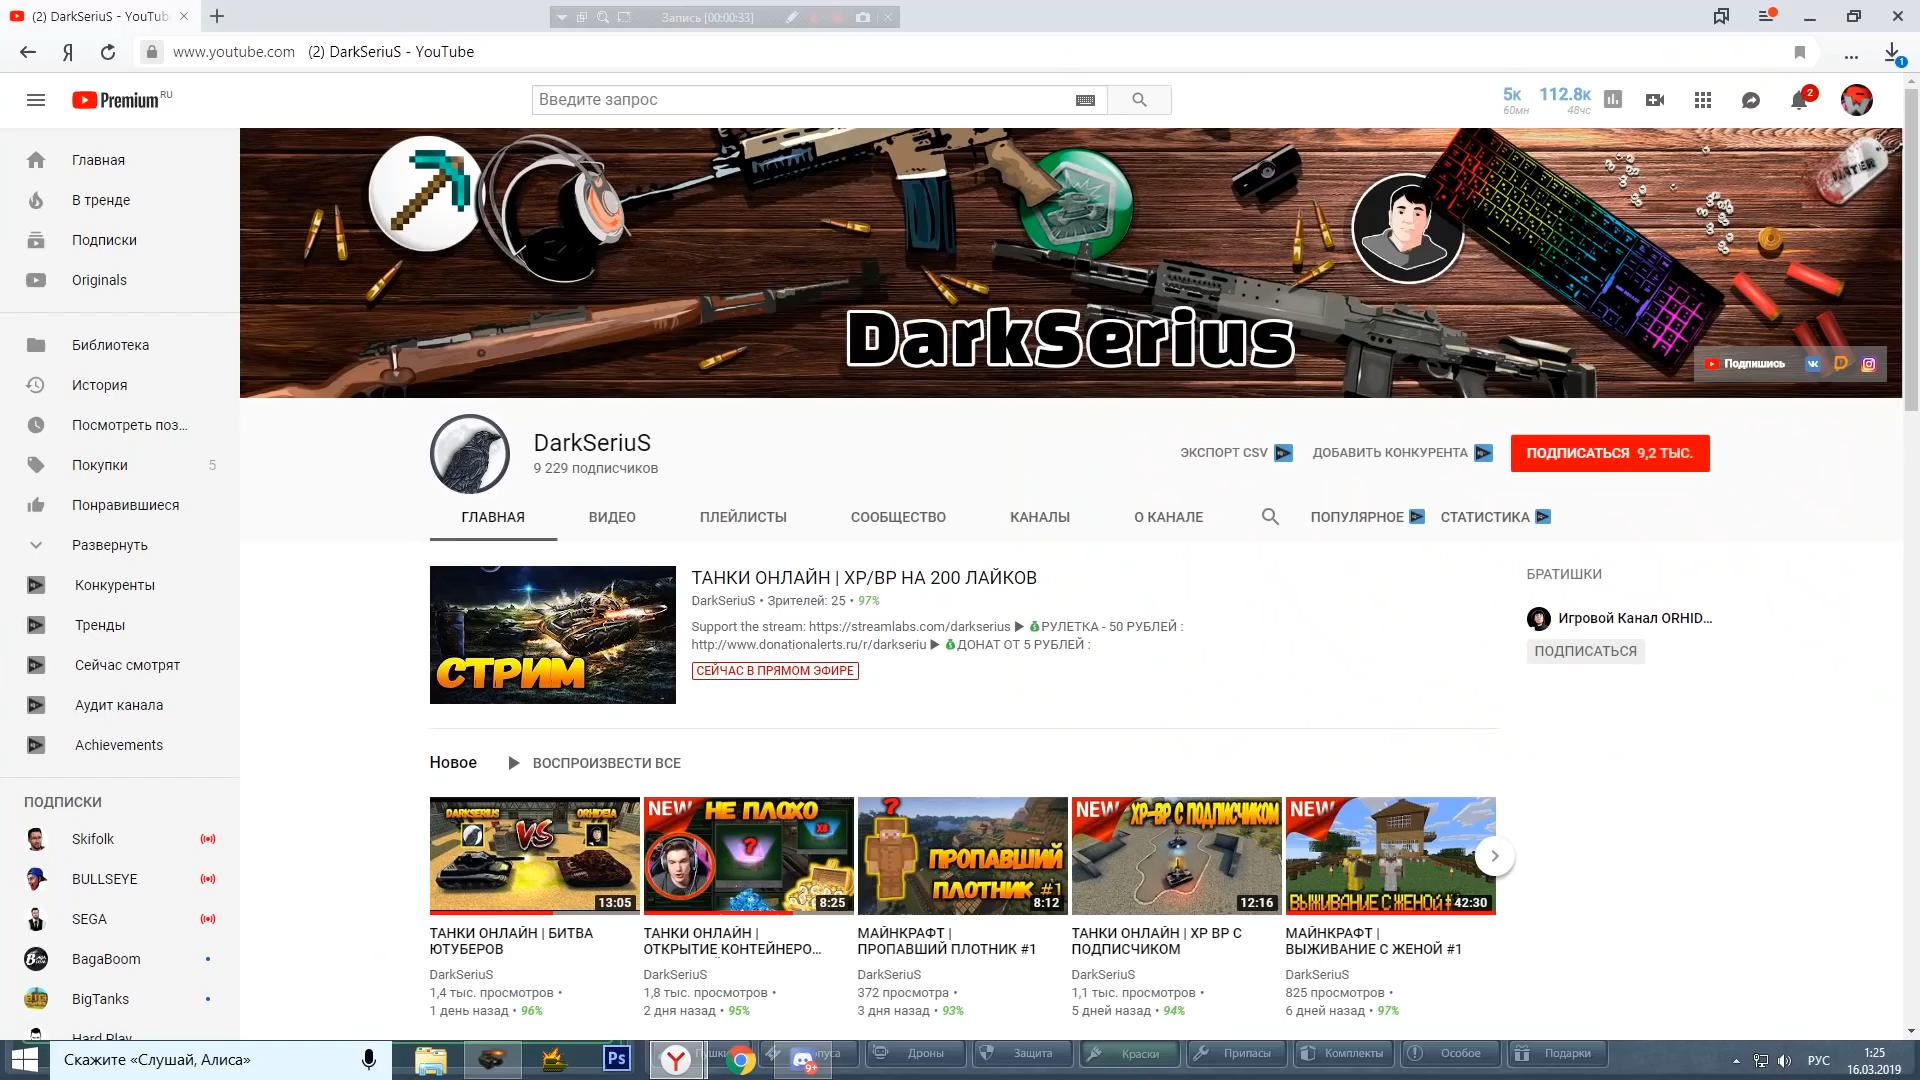 (2) DarkSeriuS - YouTub
Запись [00:00:33]
www.youtube.com (2) DarkSeriuS - YouTube
1
Premium RU
Введите запрос
5к 60мн
112.8к 48чс
2
Главная
В тренде
Подписки
Originals
Библиотека
История
Посмотреть поз...
Покупки 5
Понравившиеся
Развернуть
Конкуренты
Тренды
Сейчас смотрят
Аудит канала
Achievements
ПОДПИСКИ
Skifolk
BULLSEYE
SEGA
BagaBoom
BigTanks
Hard Play
DarkSerius
Подпишись
DarkSeriuS
9 229 подписчиков
ЭКСПОРТ CSV
ДОБАВИТЬ КОНКУРЕНТА
ПОДПИСАТЬСЯ 9,2 ТЫС.
ГЛАВНАЯ ВИДЕО ПЛЕЙЛИСТЫ СООБЩЕСТВО КАНАЛЫ О КАНАЛЕ ПОПУЛЯРНОЕ СТАТИСТИКА
СТРИМ
ТАНКИ ОНЛАЙН | ХР/ВР НА 200 ЛАЙКОВ
DarkSeriuS • Зрителей: 25 • 97%
Support the stream: https://streamlabs.com/darkserius ► 💰РУЛЕТКА - 50 РУБЛЕЙ :
http://www.donationalerts.ru/r/darkseriu ► 💰ДОНАТ ОТ 5 РУБЛЕЙ :
СЕЙЧАС В ПРЯМОМ ЭФИРЕ
БРАТИШКИ
Игровой Канал ORHID...
ПОДПИСАТЬСЯ
Новое ВОСПРОИЗВЕСТИ ВСЕ
DARKSERIUS VS ORHIDEIA
13:05
ТАНКИ ОНЛАЙН | БИТВА
ЮТУБЕРОВ
DarkSeriuS
1,4 тыс. просмотров •
1 день назад • 96%
NEW НЕ ПЛОХО
X8
?
8:25
ТАНКИ ОНЛАЙН |
ОТКРЫТИЕ КОНТЕЙНЕРО...
DarkSeriuS
1,8 тыс. просмотров •
2 дня назад • 95%
?
ПРОПАВШИЙ
ПЛОТНИК #1
8:12
МАЙНКРАФТ |
ПРОПАВШИЙ ПЛОТНИК #1
DarkSeriuS
372 просмотра •
3 дня назад • 93%
NEW ХР-ВР С ПОДПИСЧИКОМ
12:16
ТАНКИ ОНЛАЙН | ХР ВР С
ПОДПИСЧИКОМ
DarkSeriuS
1,1 тыс. просмотров •
5 дней назад • 94%
NEW
ВЫЖИВАНИЕ С ЖЕНОЙ #
42:30
МАЙНКРАФТ |
ВЫЖИВАНИЕ С ЖЕНОЙ #1
DarkSeriuS
825 просмотров •
6 дней назад • 97%
Скажите «Слушай, Алиса»
Ps
9+
Дроны
Защита
Краски
Припасы
Комплекты
Особое
Подарки
РУС
1:25
16.03.2019